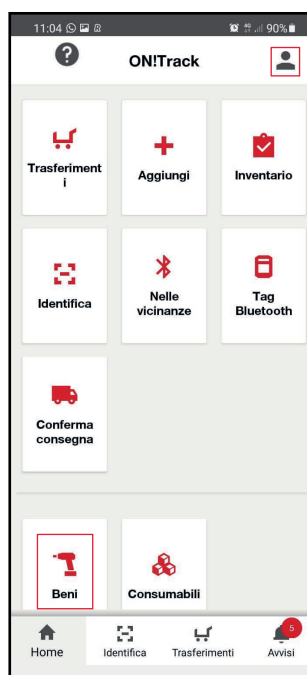 11:04 4G 90%
? ON!Track
Trasferiment
i
Aggiungi
Inventario
Identifica
Nelle
vicinanze
Tag
Bluetooth
Conferma
consegna
Beni
Consumabili
5
Home Identifica Trasferimenti Avvisi